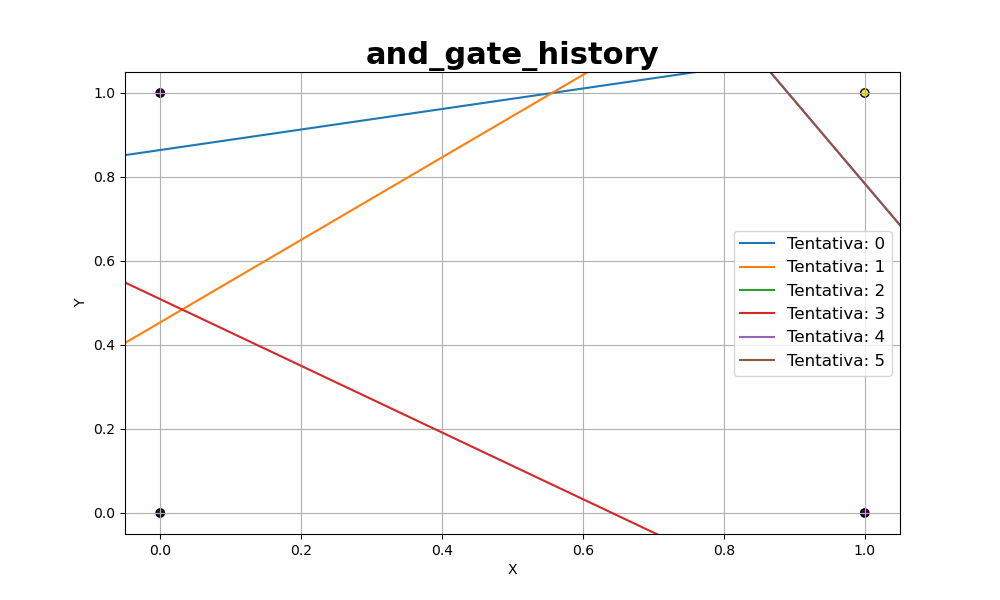 and_gate_history
1.0
0.8
0.6
0.4
0.2
0.0
Y
Tentativa: 0
Tentativa: 1
Tentativa: 2
Tentativa: 3
Tentativa: 4
Tentativa: 5
0.0 0.2 0.4 0.6 0.8 1.0
X